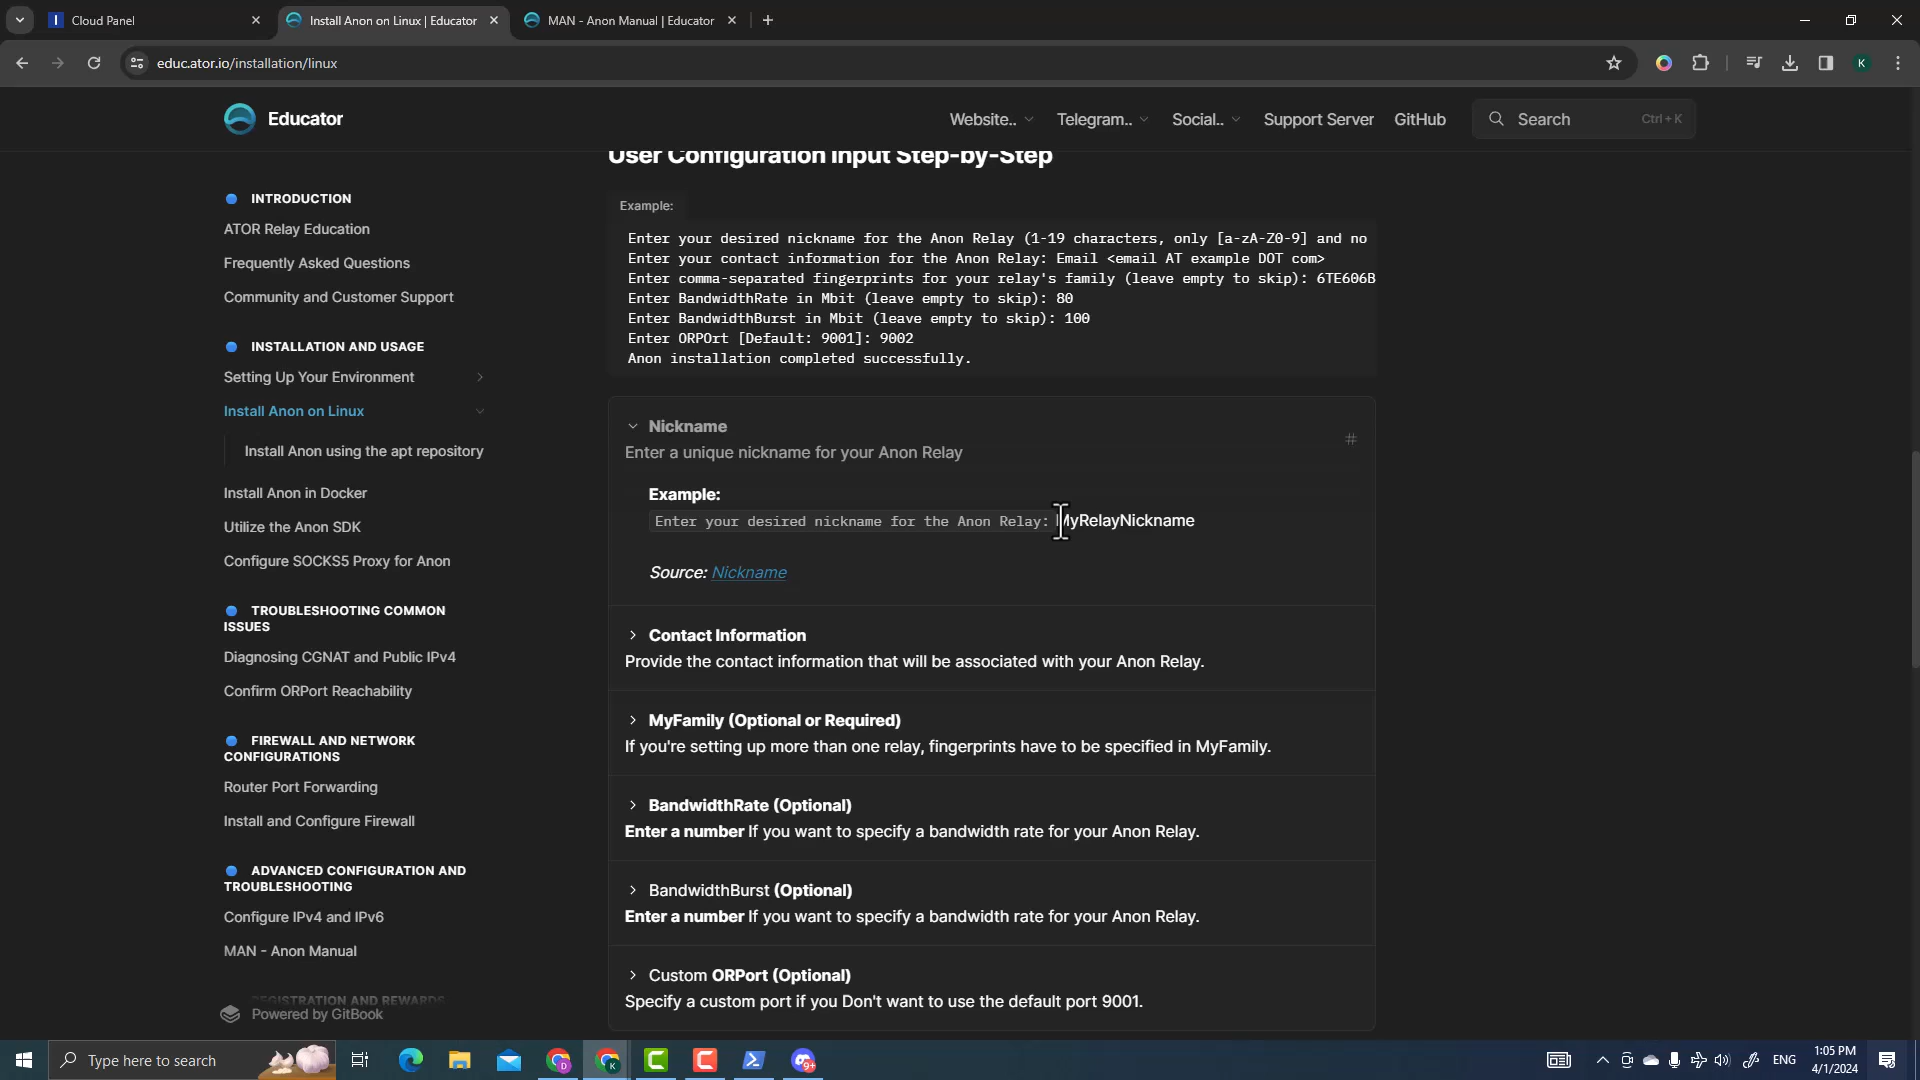 Cloud Panel
Install Anon on Linux | Educator
MAN - Anon Manual | Educator
educ.ator.io/installation/linux
K
Educator
Website..
Telegram..
Social..
Support Server
GitHub
Search
Ctrl + K
INTRODUCTION
ATOR Relay Education
Frequently Asked Questions
Community and Customer Support
INSTALLATION AND USAGE
Setting Up Your Environment
Install Anon on Linux
Install Anon using the apt repository
Install Anon in Docker
Utilize the Anon SDK
Configure SOCKS5 Proxy for Anon
TROUBLESHOOTING COMMON
ISSUES
Diagnosing CGNAT and Public IPv4
Confirm ORPort Reachability
FIREWALL AND NETWORK
CONFIGURATIONS
Router Port Forwarding
Install and Configure Firewall
ADVANCED CONFIGURATION AND
TROUBLESHOOTING
Configure IPv4 and IPv6
MAN - Anon Manual
REGISTRATION AND REWARDS
Powered by GitBook
User Configuration Input Step-by-Step
Example:
Enter your desired nickname for the Anon Relay (1-19 characters, only [a-zA-Z0-9] and no
Enter your contact information for the Anon Relay: Email <email AT example DOT com>
Enter comma-separated fingerprints for your relay's family (leave empty to skip): 6TE606B
Enter BandwidthRate in Mbit (leave empty to skip): 80
Enter BandwidthBurst in Mbit (leave empty to skip): 100
Enter ORPOrt [Default: 9001]: 9002
Anon installation completed successfully.
Nickname
Enter a unique nickname for your Anon Relay
#
Example:
Enter your desired nickname for the Anon Relay: MyRelayNickname
Source: Nickname
Contact Information
Provide the contact information that will be associated with your Anon Relay.
MyFamily (Optional or Required)
If you're setting up more than one relay, fingerprints have to be specified in MyFamily.
BandwidthRate (Optional)
Enter a number If you want to specify a bandwidth rate for your Anon Relay.
BandwidthBurst (Optional)
Enter a number If you want to specify a bandwidth rate for your Anon Relay.
Custom ORPort (Optional)
Specify a custom port if you Don't want to use the default port 9001.
Type here to search
D
K
9+
ENG
1:05 PM
4/1/2024